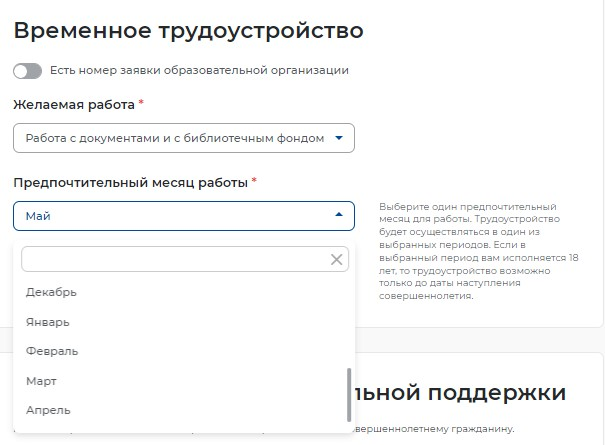 Временное трудоустройство
Есть номер заявки образовательной организации
Желаемая работа *
Работа с документами и с библиотечным фондом
Предпочтительный месяц работы *
Май
Выберите один предпочтительный
месяц для работы. Трудоустройство
будет осуществляться в один из
выбранных периодов. Если в
выбранный период вам исполняется 18
лет, то трудоустройство возможно
только до даты наступления
совершеннолетия.
Декабрь
Январь
Февраль
Март
Апрель
льной поддержки
овершеннолетнему гражданину.